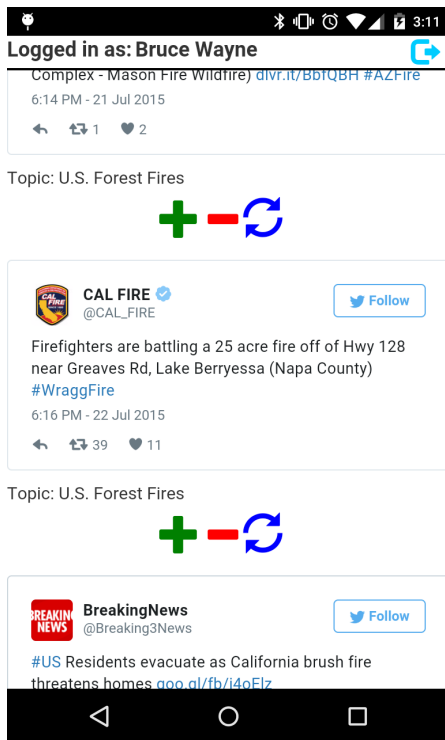 3:11
Logged in as: Bruce Wayne
Complex - Mason Fire Wildfire) dlvr.it/BbfQBH #AZFire
6:14 PM - 21 Jul 2015
1 2
Topic: U.S. Forest Fires
CAL FIRE
@CAL_FIRE
Follow
CAL
FIRE
Firefighters are battling a 25 acre fire off of Hwy 128
near Greaves Rd, Lake Berryessa (Napa County)
#WraggFire
6:16 PM - 22 Jul 2015
39 11
Topic: U.S. Forest Fires
BREAKING
NEWS
BreakingNews
@Breaking3News
Follow
#US Residents evacuate as California brush fire
threatens homes goo.gl/fb/j4oElz